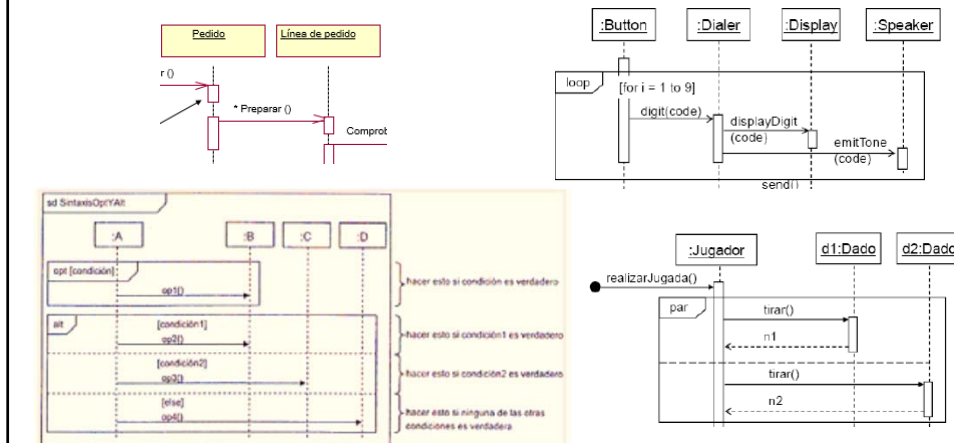 Pedido
Línea de pedido
r ()
* Preparar ()
Comprob
:Button
:Dialer
:Display
:Speaker
loop
[for i = 1 to 9]
digit(code)
displayDigit
(code)
emitTone
(code)
send()
sd SintaxisOptYAlt
:A
:B
:C
:D
opt [condición]
op1()
hacer esto si condición es verdadero
alt
[condición1]
op2()
hacer esto si condición1 es verdadero
[condición2]
op3()
hacer esto si condición2 es verdadero
[else]
op4()
hacer esto si ninguna de las otras
condiciones es verdadera
:Jugador
d1:Dado
d2:Dado
realizarJugada()
par
tirar()
n1
tirar()
n2